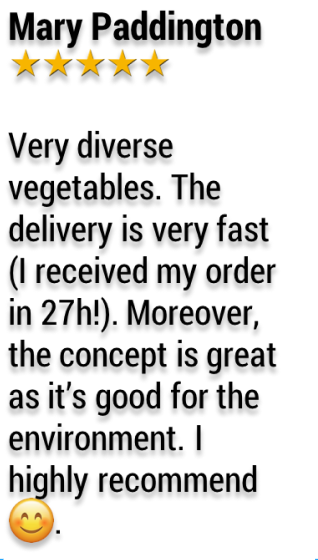 Mary Paddington
⭐⭐⭐⭐⭐
Very diverse
vegetables. The
delivery is very fast
(I received my order
in 27h!). Moreover,
the concept is great
as it's good for the
environment. I
highly recommend
😊.